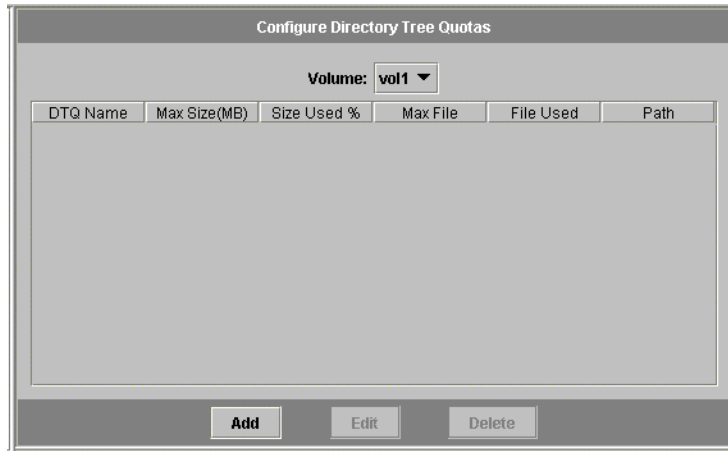 Configure Directory Tree Quotas
Volume: vol1
DTQ Name Max Size(MB) Size Used % Max File File Used Path
Add Edit Delete